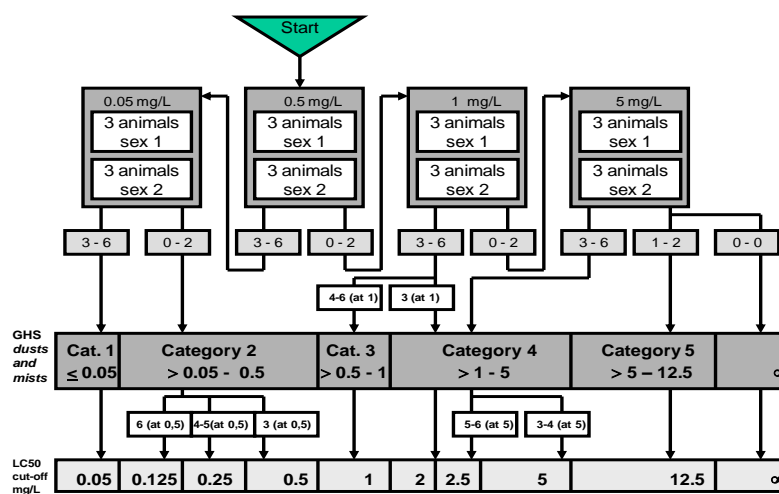 Start
0.05 mg/L
0.5 mg/L
1 mg/L
5 mg/L
3 animals
sex 1
3 animals
sex 1
3 animals
sex 1
3 animals
sex 1
3 animals
sex 2
3 animals
sex 2
3 animals
sex 2
3 animals
sex 2
3 - 6
0 - 2
3 - 6
0 - 2
3 - 6
0 - 2
3 - 6
1 - 2
0 - 0
4-6 (at 1)
3 (at 1)
GHS
dusts
and
mists
Cat. 1
≤ 0.05
Category 2
> 0.05 - 0.5
Cat. 3
> 0.5 - 1
Category 4
> 1 - 5
Category 5
> 5 – 12.5
6 (at 0,5)
4-5(at 0,5)
3 (at 0,5)
5-6 (at 5)
3-4 (at 5)
LC50
cut-off
mg/L
0.05
0.125
0.25
0.5
1
2
2.5
5
12.5